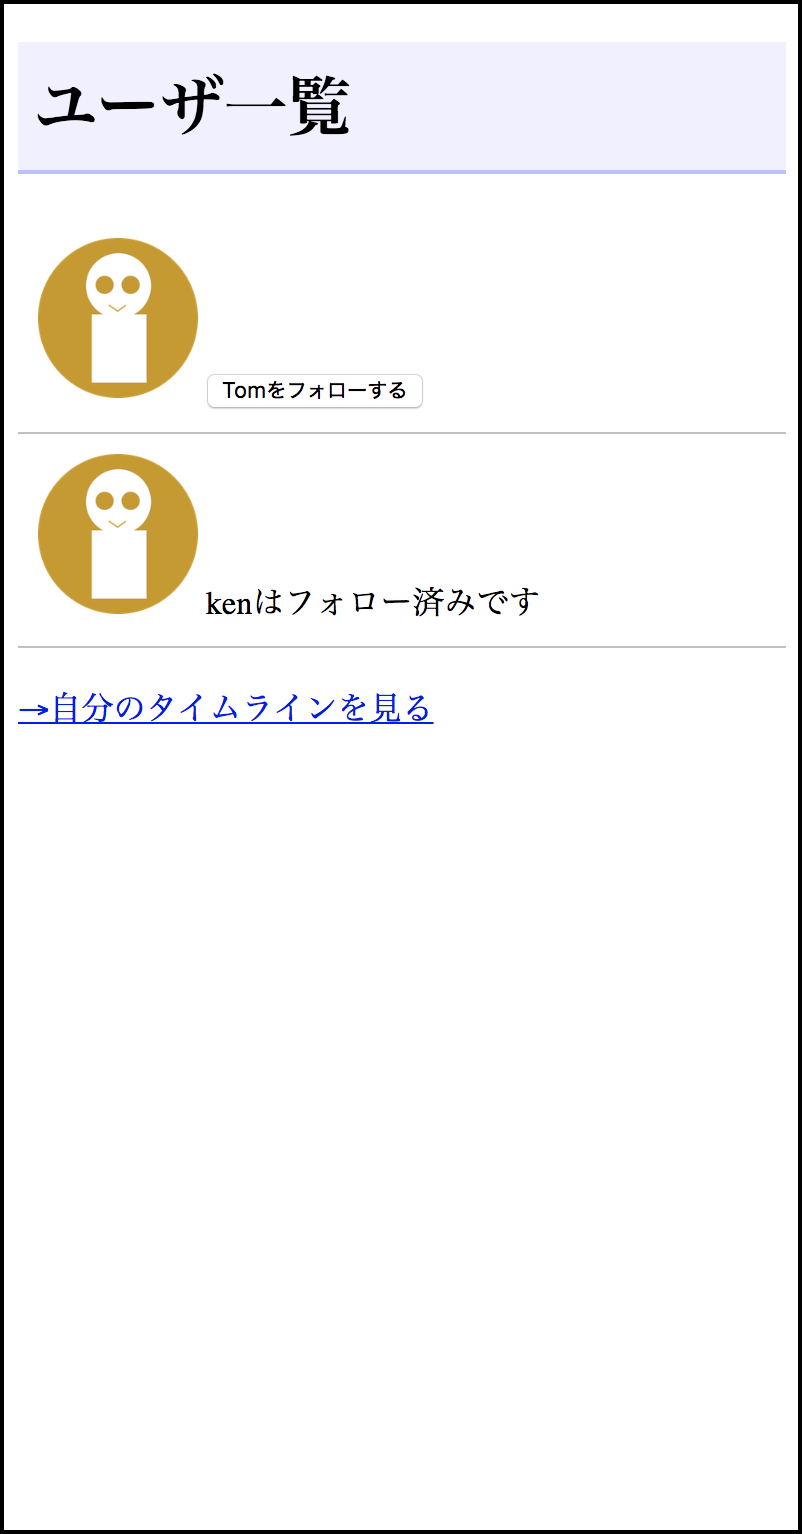 ユーザ一覧
Tomをフォローする
kenはフォロー済みです
→自分のタイムラインを見る